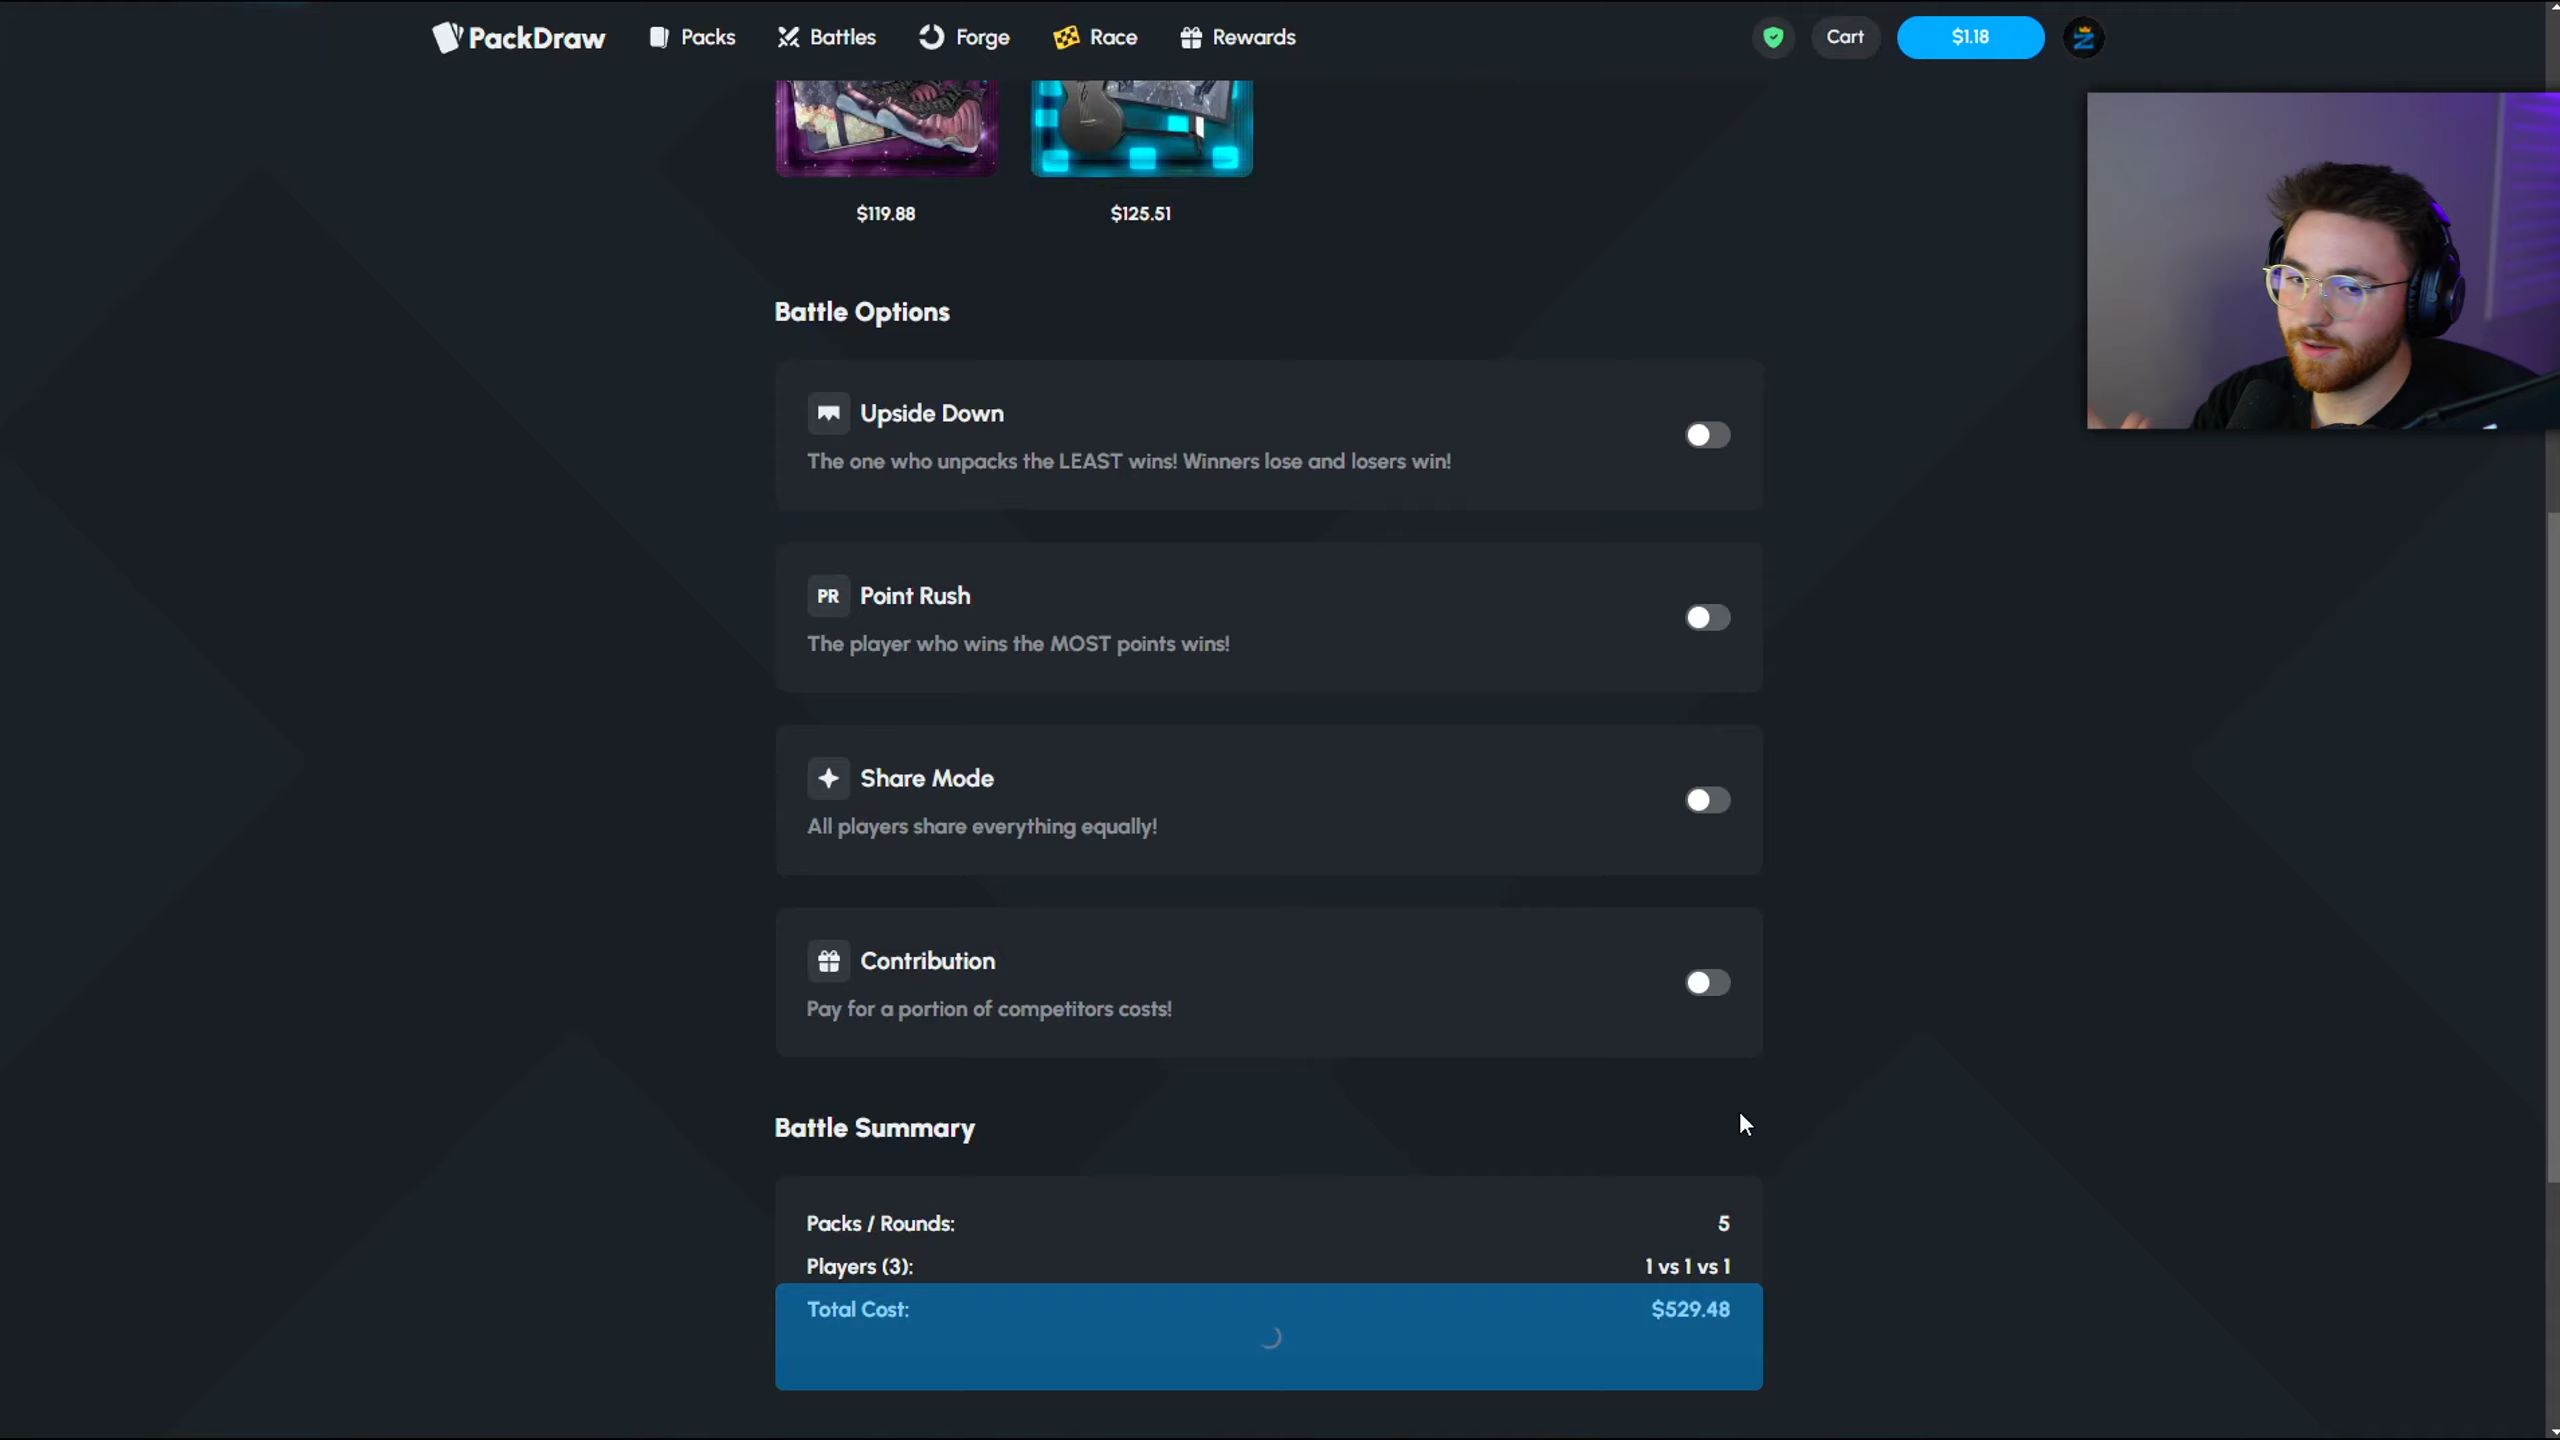 PackDraw
Packs
Battles
Forge
Race
Rewards
Cart
$1.18
$119.88
$125.51
Battle Options
Upside Down
The one who unpacks the LEAST wins! Winners lose and losers win!
PR Point Rush
The player who wins the MOST points wins!
Share Mode
All players share everything equally!
Contribution
Pay for a portion of competitors costs!
Battle Summary
Packs / Rounds: 5
Players (3): 1 vs 1 vs 1
Total Cost: $529.48